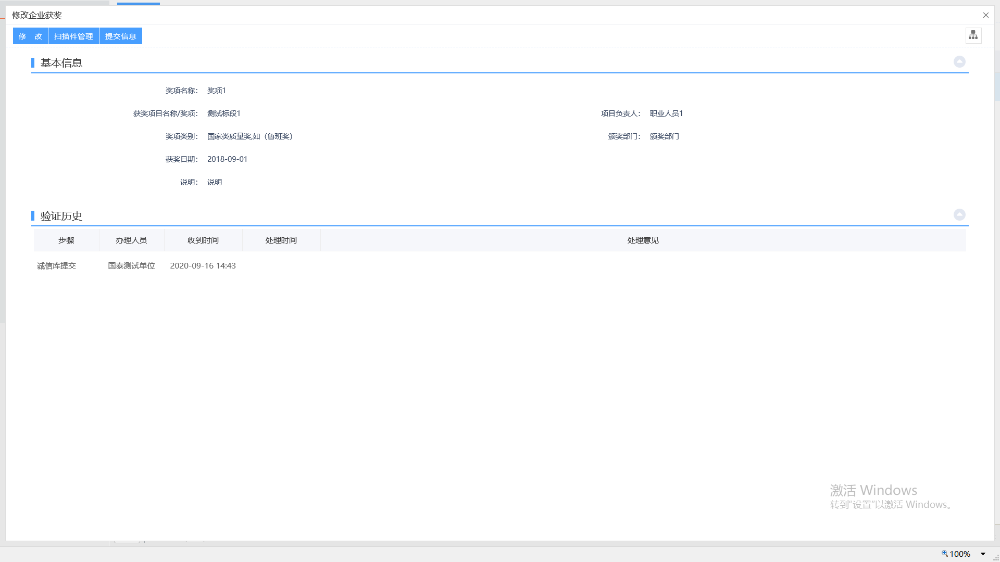 修改企业获奖
修 改 扫描件管理 提交信息
基本信息
奖项名称： 奖项1
获奖项目名称/奖项： 测试标段1 项目负责人： 职业人员1
奖项类别： 国家类质量奖,如（鲁班奖） 颁奖部门： 颁奖部门
获奖日期： 2018-09-01
说明： 说明
验证历史
步骤 办理人员 收到时间 处理时间 处理意见
诚信库提交 国泰测试单位 2020-09-16 14:43
激活 Windows
转到“设置”以激活 Windows。
100%